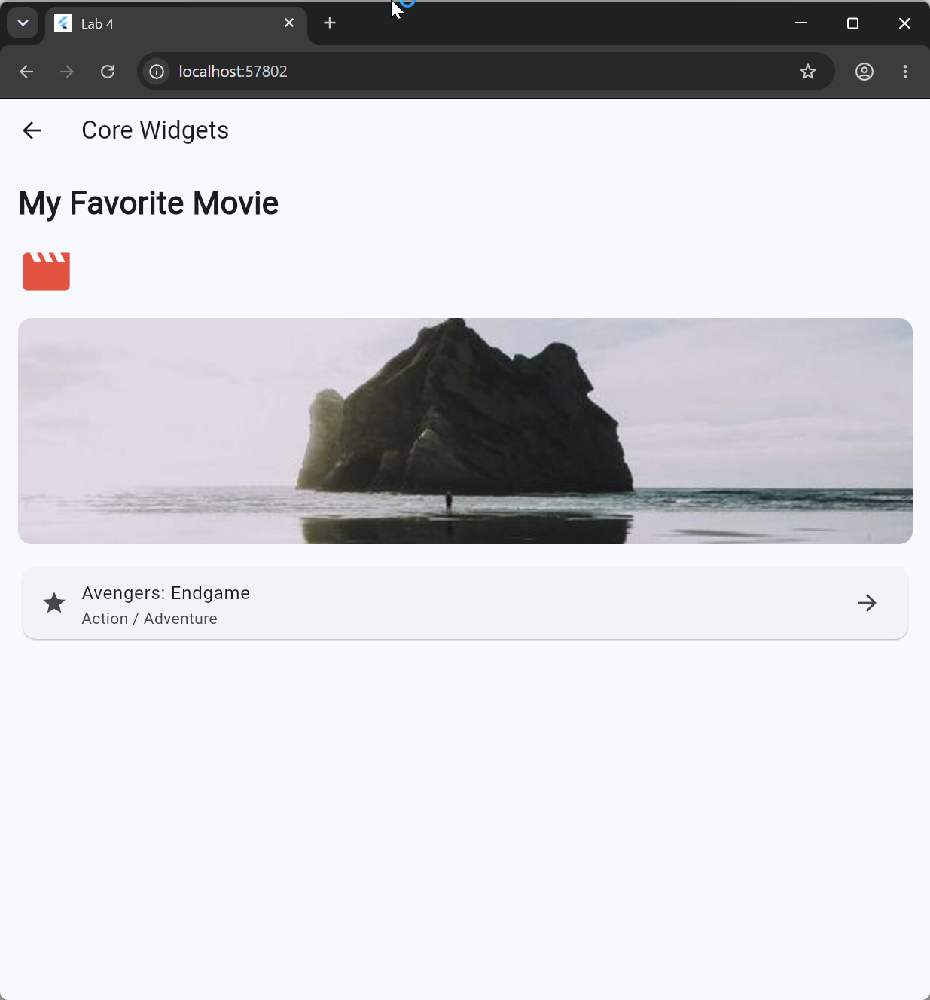 Lab 4
localhost:57802
Core Widgets
My Favorite Movie
Avengers: Endgame
Action / Adventure